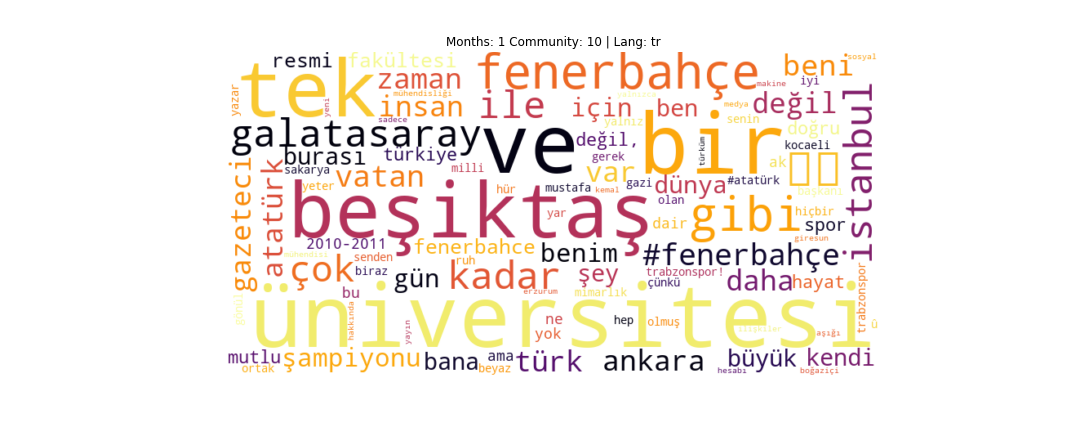 Months: 1 Community: 10 | Lang: tr
resmi fakültesi fenerbahçe beni sosyal
tek zaman makine iyi
yazar mühendisliği insan ile için ben medya değil istanbul
yeni sadece yalnız senin doğru
galatasaray ve değil, bir türküm kocaeli
burası türkiye gerek var ak
gazeteci atatürk sakarya vatan milli gazi dünya #atatürk başkanı
yeter hür mustafa kemal olan gibi hiçbir
beşiktaş yar dair spor
2010-2011 fenerbahce benim #fenerbahçe giresun
çok senden ruh şey trabzonspor! daha hayat trabzonspor
mühendisi biraz gün kadar erzurum çünkü
bu mimarlık
üniversitesi
hakkında yayın ne yok hep olmuş aşığı û
mutlu şampiyonu bana ama türk ankara büyük kendi
ortak beyaz hesabı boğaziçi